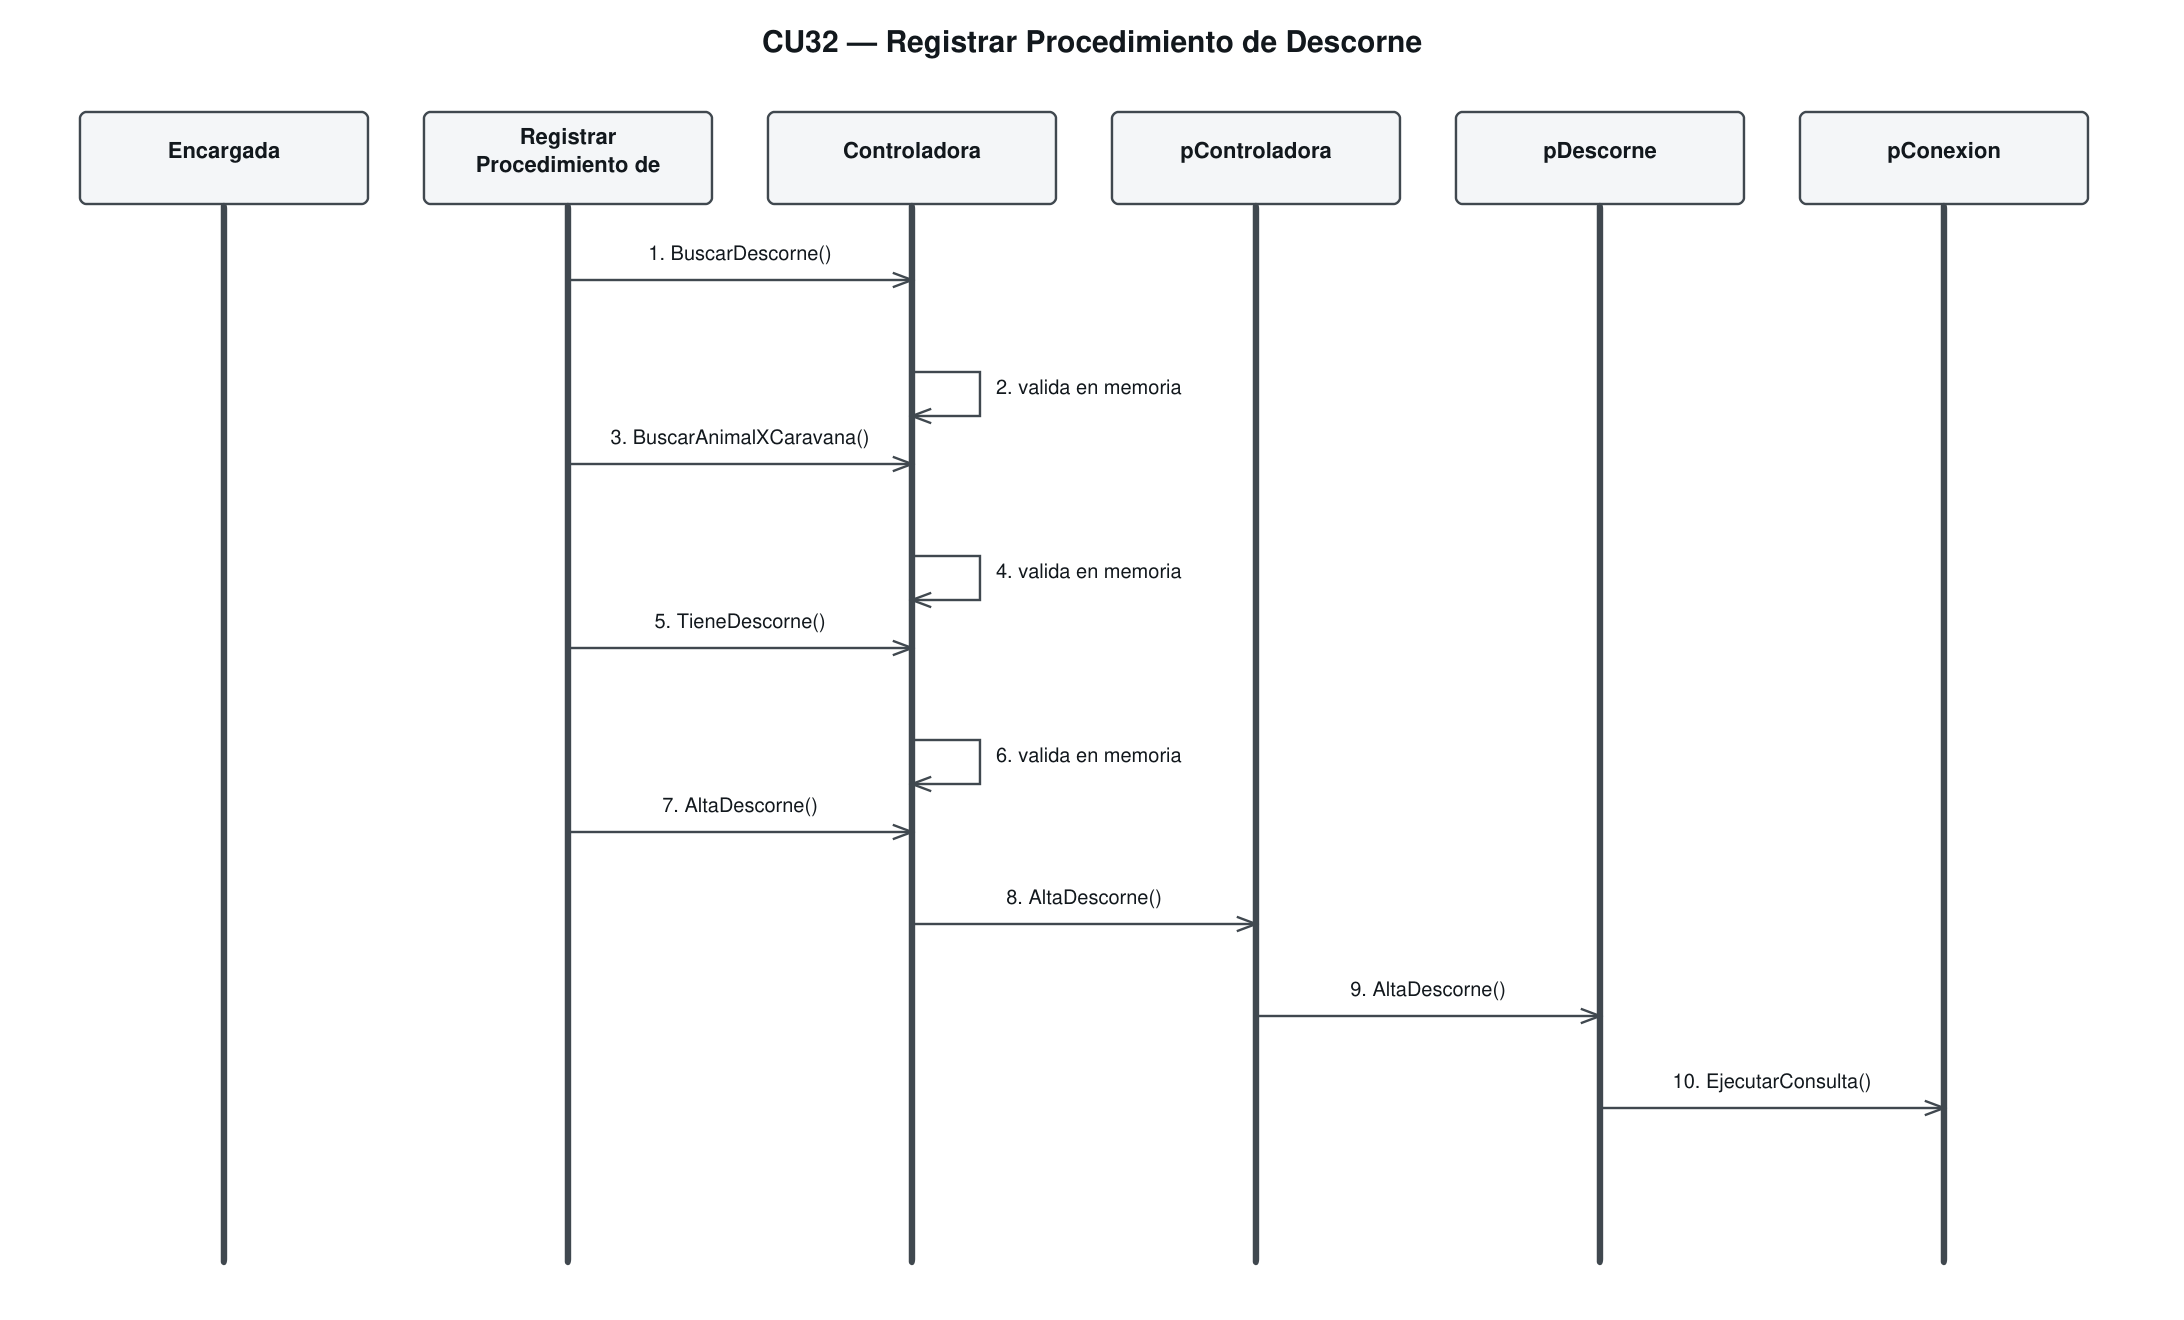 CU32 — Registrar Procedimiento de Descorne
Encargada
Registrar
Procedimiento de
Controladora
pControladora
pDescorne
pConexion
1. BuscarDescorne()
2. valida en memoria
3. BuscarAnimalXCaravana()
4. valida en memoria
5. TieneDescorne()
6. valida en memoria
7. AltaDescorne()
8. AltaDescorne()
9. AltaDescorne()
10. EjecutarConsulta()